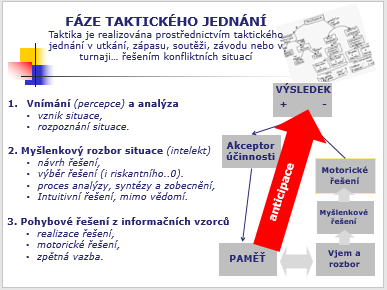 FÁZE TAKTICKÉHO JEDNÁNÍ
Taktika je realizována prostřednictvím taktického
jednání v utkání, zápasu, soutěži, závodu nebo v
turnaji… řešením konfliktních situací
1. Vnímání (percepce) a analýza
• vznik situace,
• rozpoznání situace.
2. Myšlenkový rozbor situace (intelekt)
• návrh řešení,
• výběr řešení (i riskantního..0).
• proces analýzy, syntézy a zobecnění,
• Intuitivní řešení, mimo vědomí.
3. Pohybové řešení z informačních vzorců
• realizace řešení,
• motorické řešení,
• zpětná vazba.
VÝSLEDEK
+ -
Akceptor
účinnosti
anticipace
Motorické
řešení
Myšlenkové
řešení
PAMĚŤ
Vjem a
rozbor